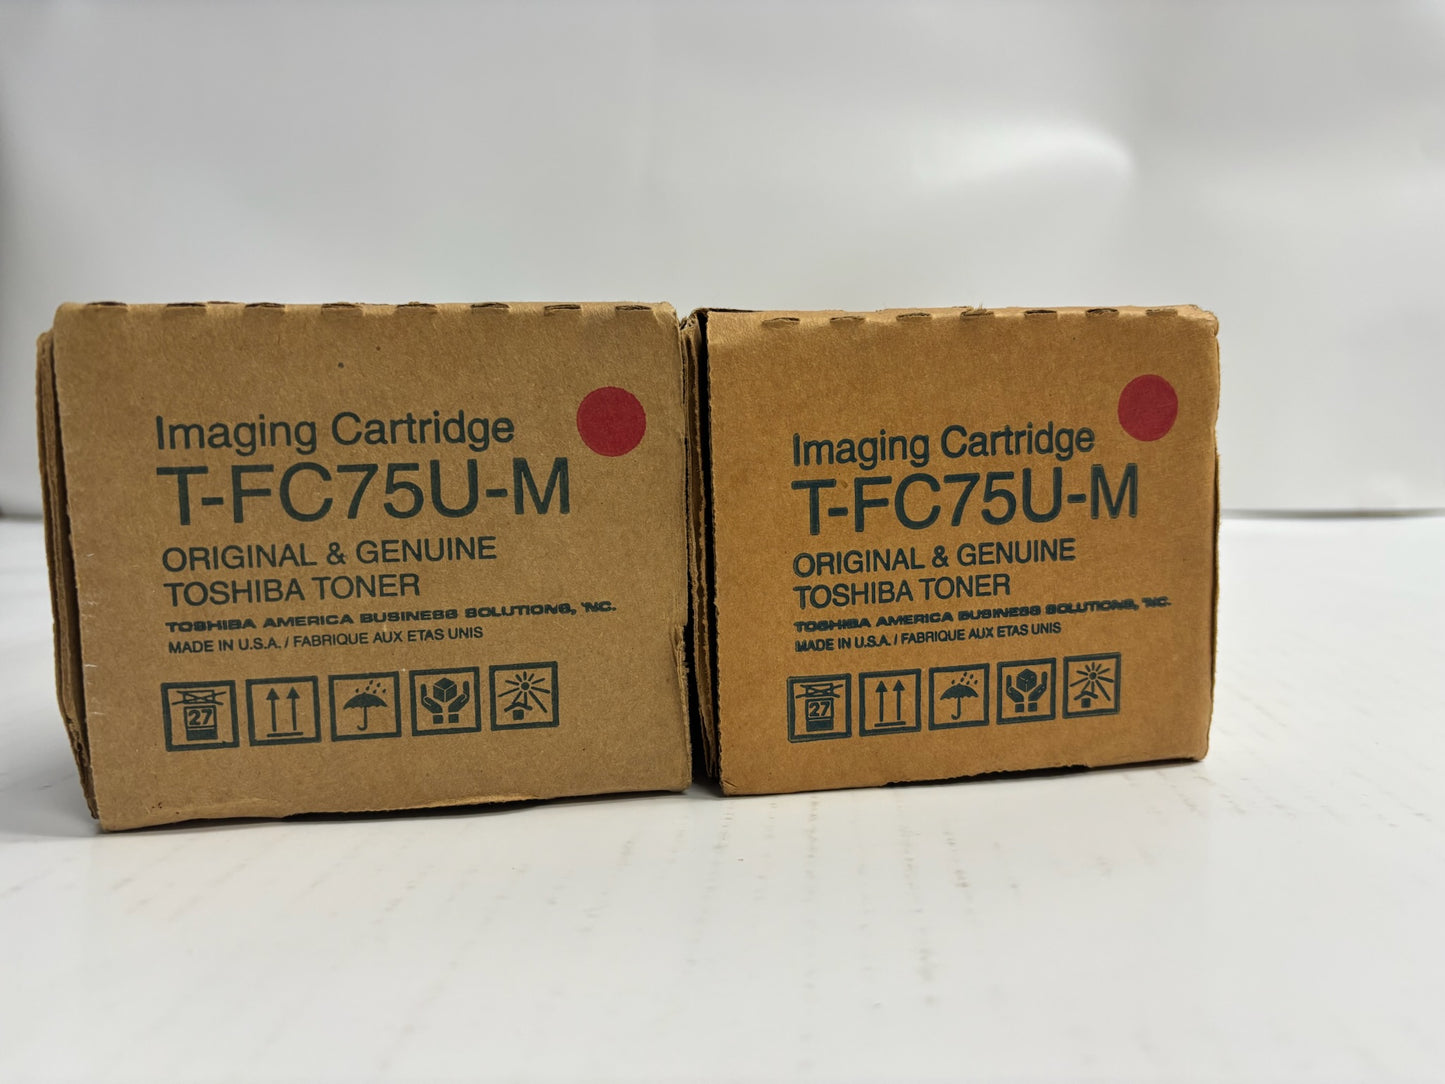 Imaging Cartridge
T-FC75U-M
ORIGINAL & GENUINE
TOSHIBA TONER
TOSHIBA AMERICA BUSINESS SOLUTIONS, INC.
MADE IN U.S.A. / FABRIQUE AUX ETAS UNIS
27
Imaging Cartridge
T-FC75U-M
ORIGINAL & GENUINE
TOSHIBA TONER
TOSHIBA AMERICA BUSINESS SOLUTIONS, INC.
MADE IN U.S.A. / FABRIQUE AUX ETAS UNIS
27